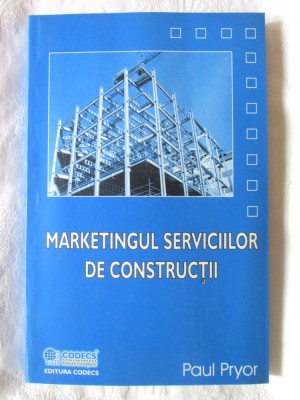 MARKETINGUL SERVICIILOR
DE CONSTRUCȚII
CODECS
EDITURA CODECS
Paul Pryor